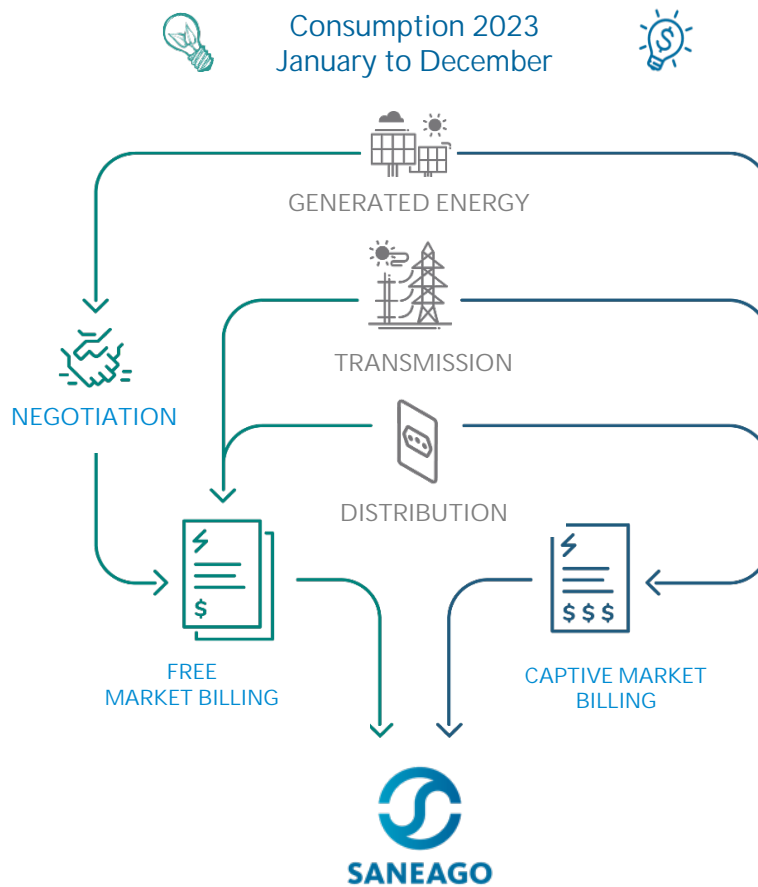 Consumption 2023
January to December
$
GENERATED ENERGY
TRANSMISSION
NEGOTIATION
DISTRIBUTION
$
$ $ $
FREE
MARKET BILLING
CAPTIVE MARKET
BILLING
SANEAGO